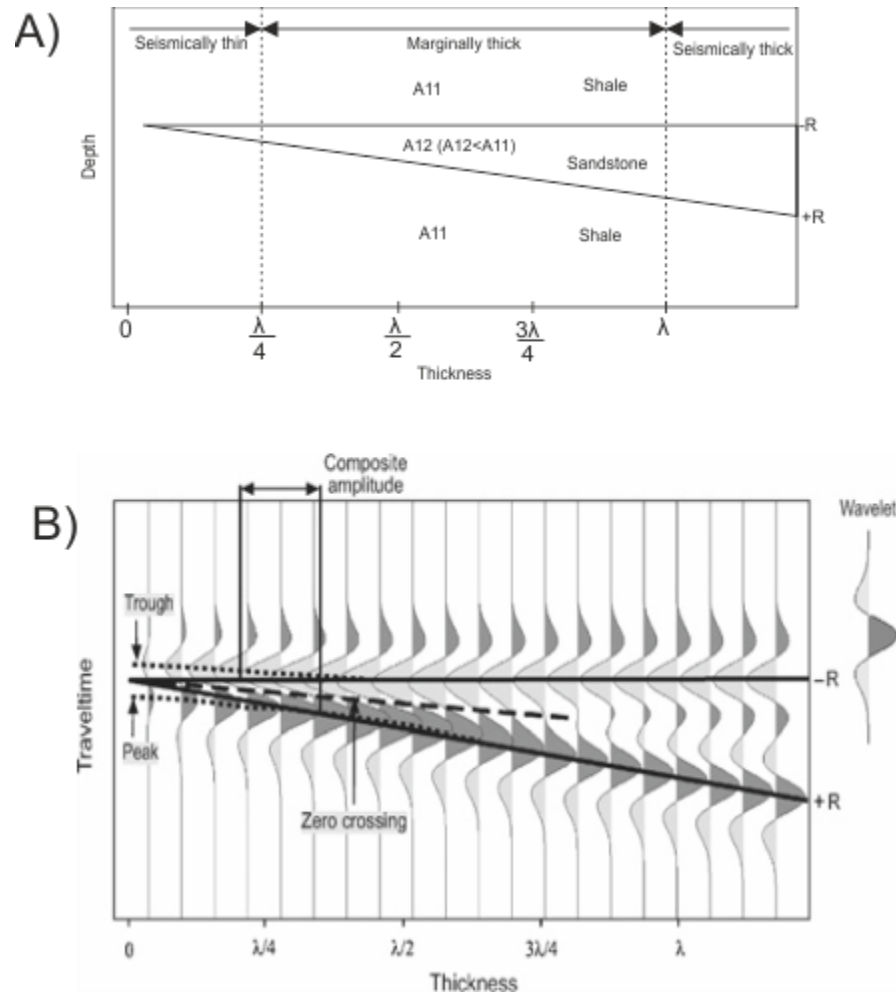 A)
Seismically thin
Marginally thick
Seismically thick
A11
Shale
-R
A12 (A12<A11)
Sandstone
Depth
+R
A11
Shale
0
λ/4
λ/2
3λ/4
λ
Thickness
Composite
amplitude
B)
Wavelet
Trough
-R
Traveltime
Peak
+R
Zero crossing
0
λ/4
λ/2
3λ/4
λ
Thickness